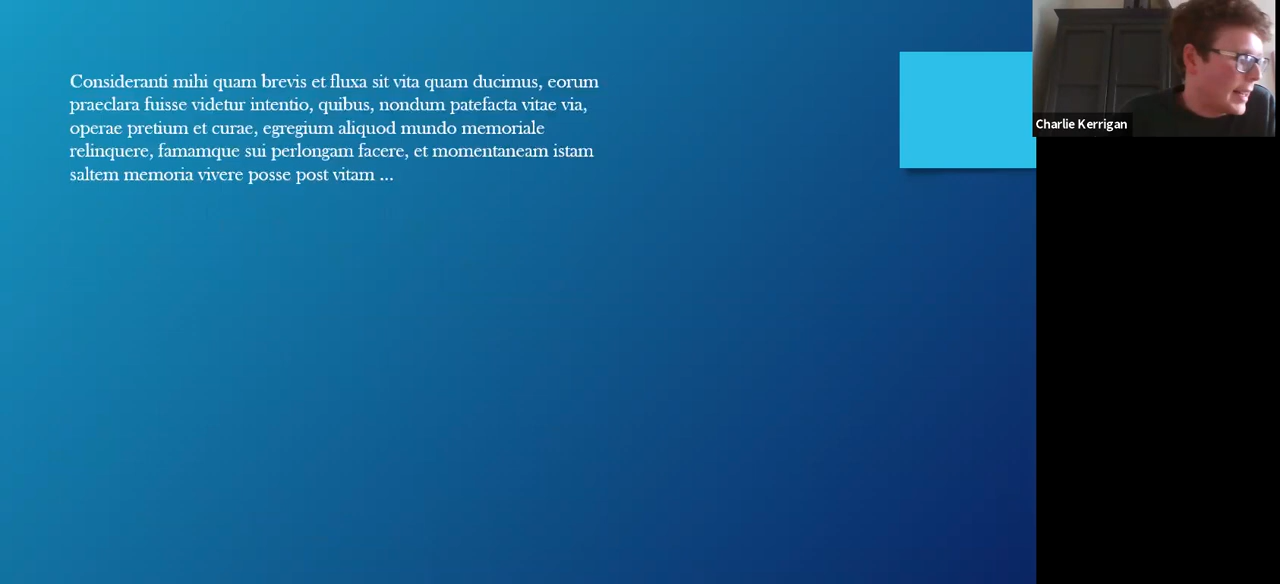 Consideranti mihi quam brevis et fluxa sit vita quam ducimus, eorum
praeclara fuisse videtur intentio, quibus, nondum patefacta vitae via,
operae pretium et curae, egregium aliquod mundo memoriale
relinquere, famamque sui perlongam facere, et momentaneam istam
saltem memoria vivere posse post vitam ...
Charlie Kerrigan